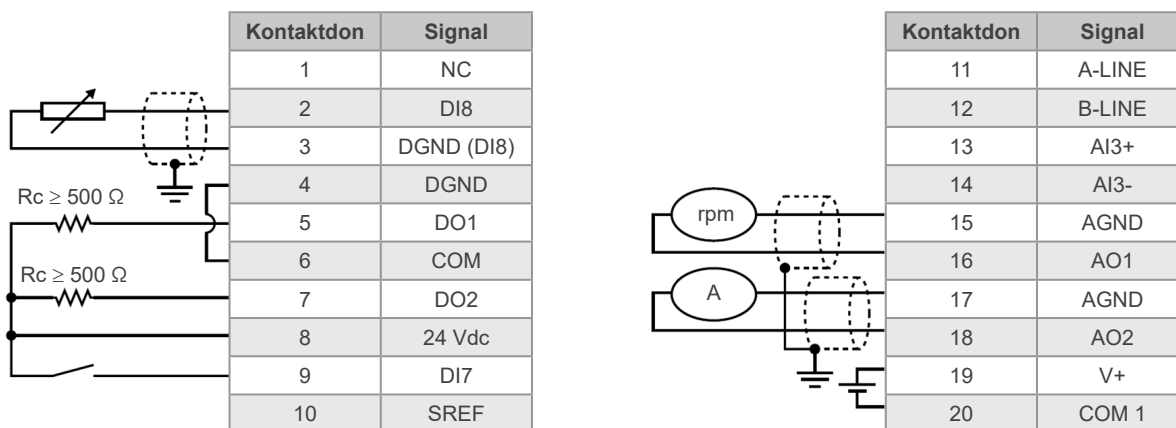 Kontaktdon Signal
1 NC
2 DI8
3 DGND (DI8)
4 DGND
Rc ≥ 500 Ω
5 DO1
6 COM
Rc ≥ 500 Ω
7 DO2
8 24 Vdc
9 DI7
10 SREF
Kontaktdon Signal
11 A-LINE
12 B-LINE
13 AI3+
14 AI3-
rpm
15 AGND
16 AO1
A
17 AGND
18 AO2
19 V+
20 COM 1